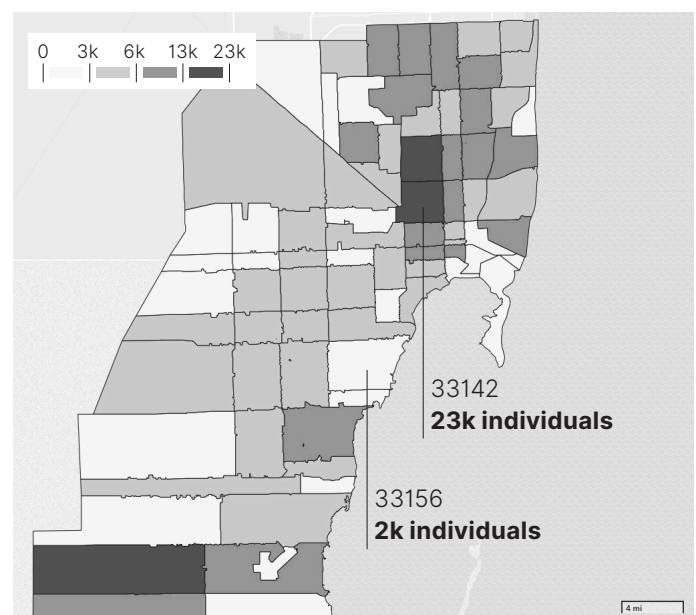 0 3k 6k 13k 23k
33142
23k individuals
33156
2k individuals
4 mi